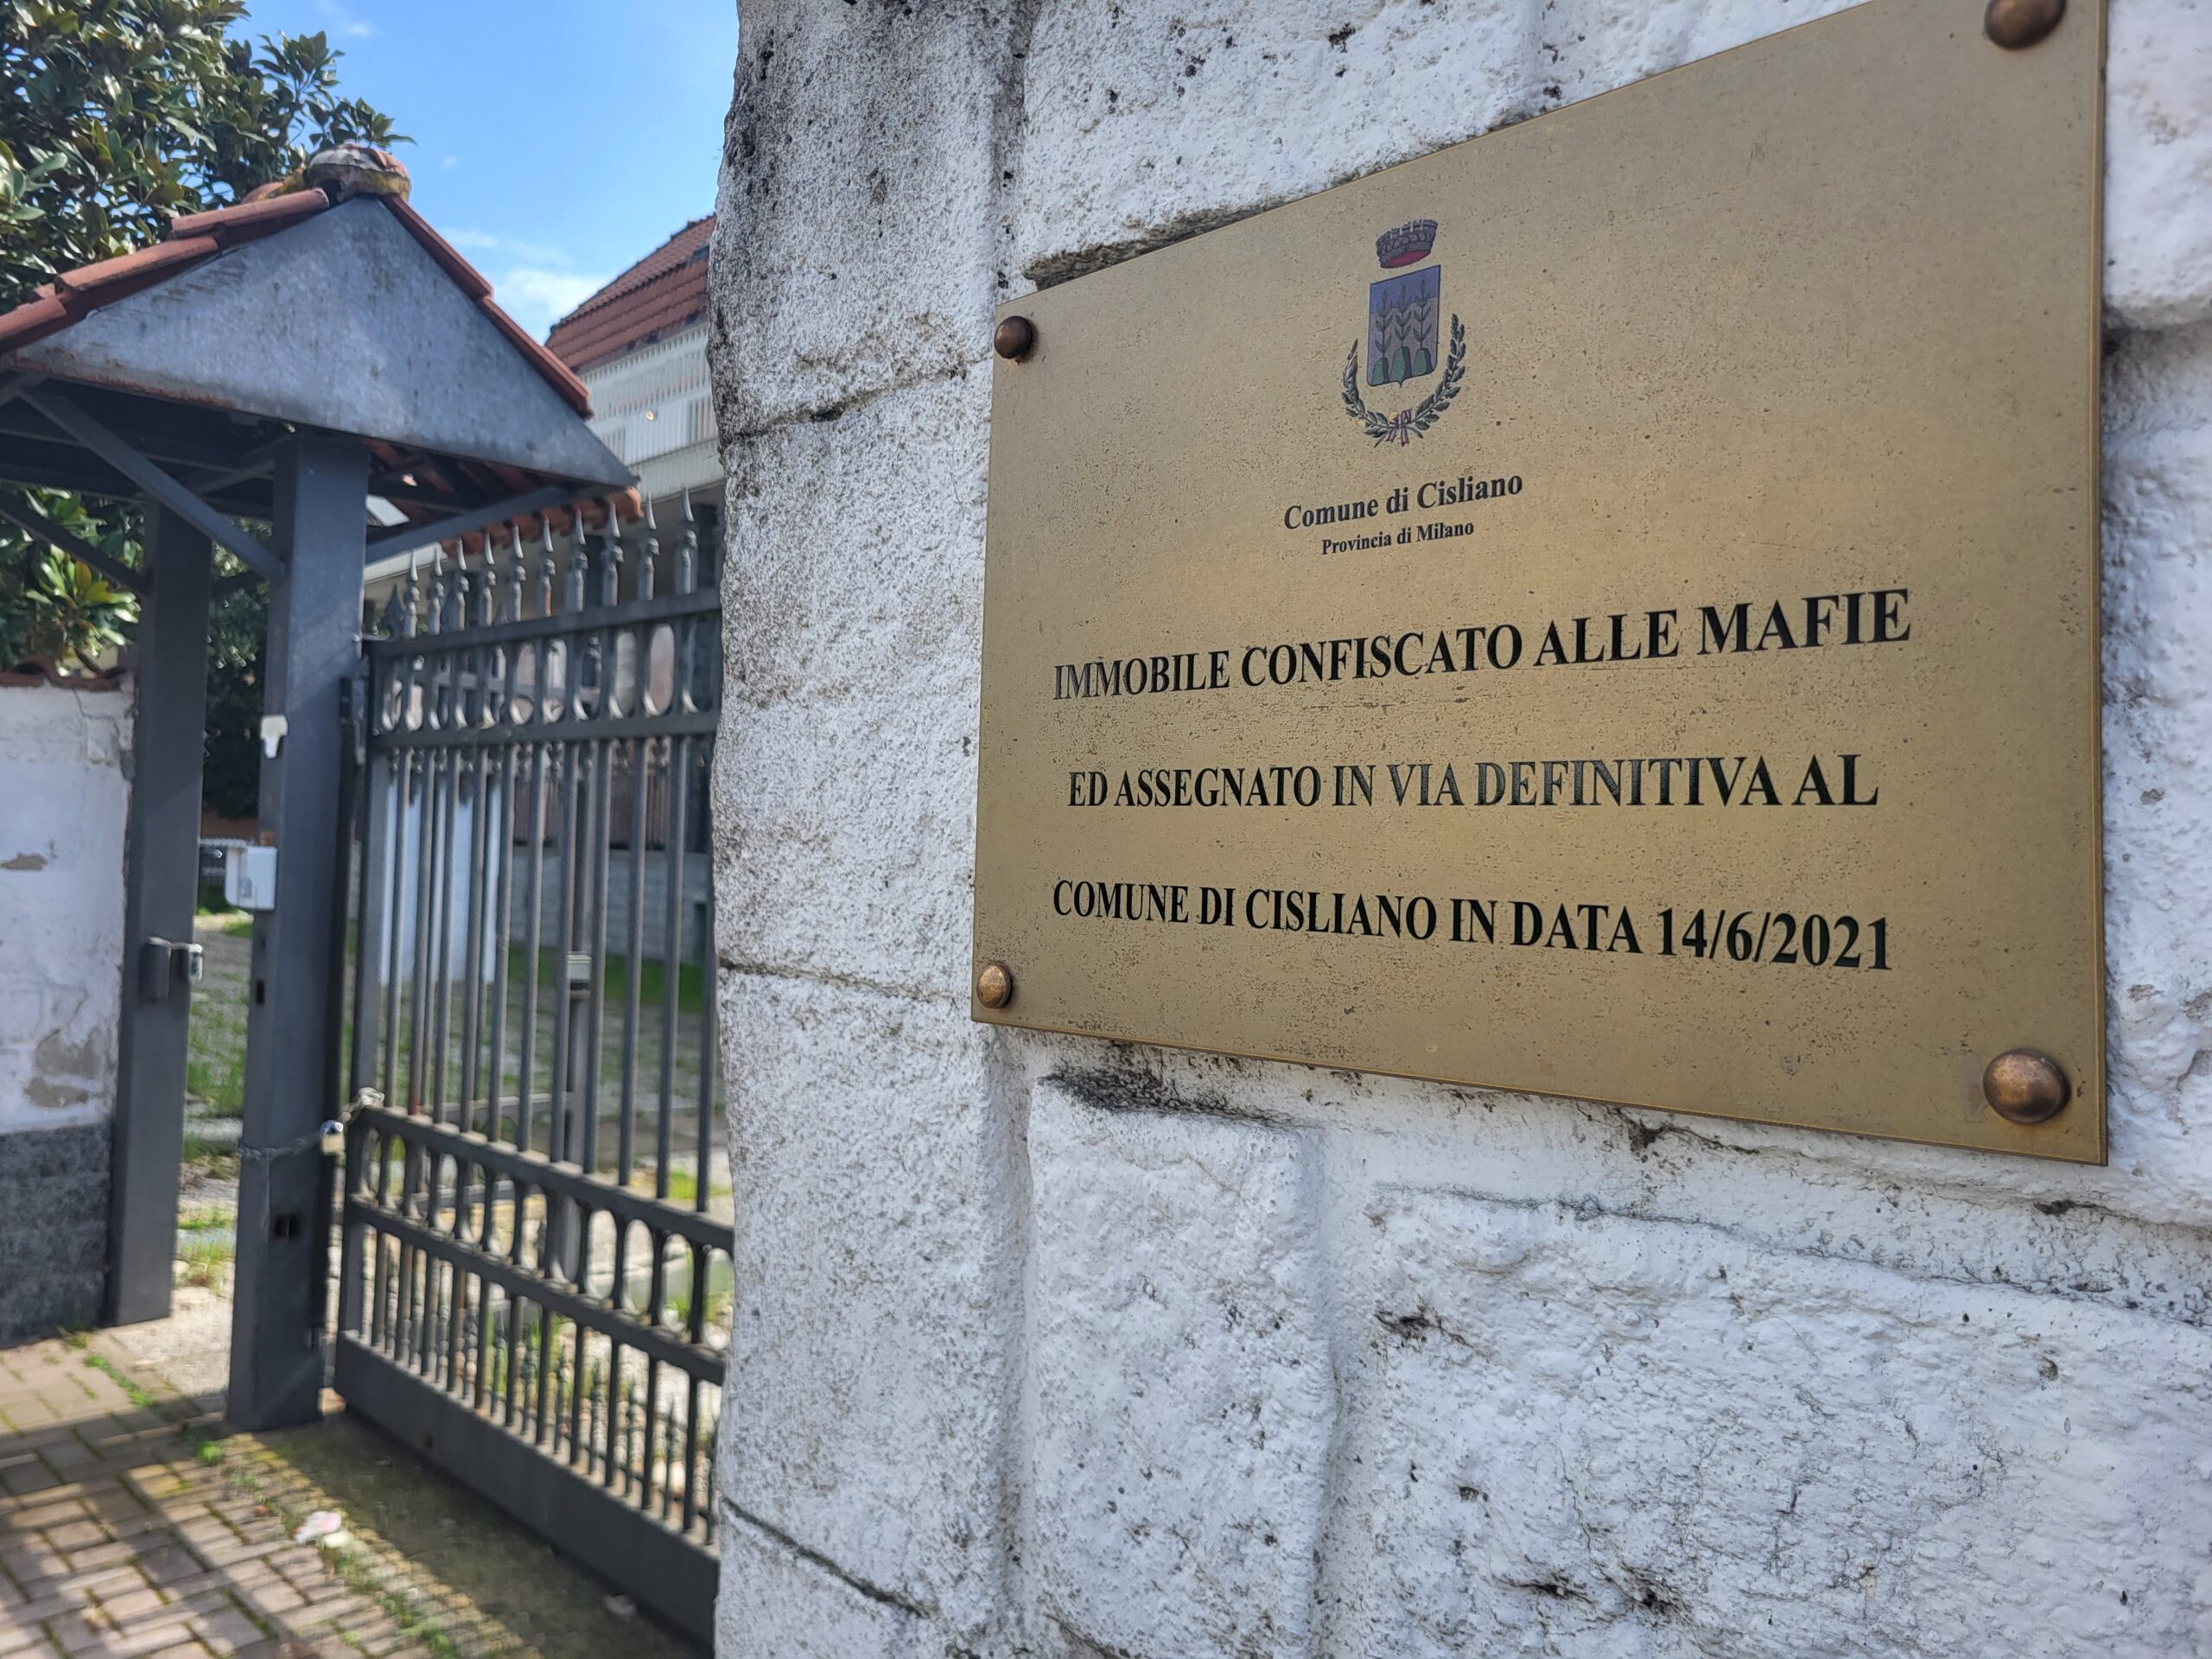 Comune di Cisliano
Provincia di Milano
IMMOBILE CONFISCATO ALLE MAFIE
ED ASSEGNATO IN VIA DEFINITIVA AL
COMUNE DI CISLIANO IN DATA 14/6/2021